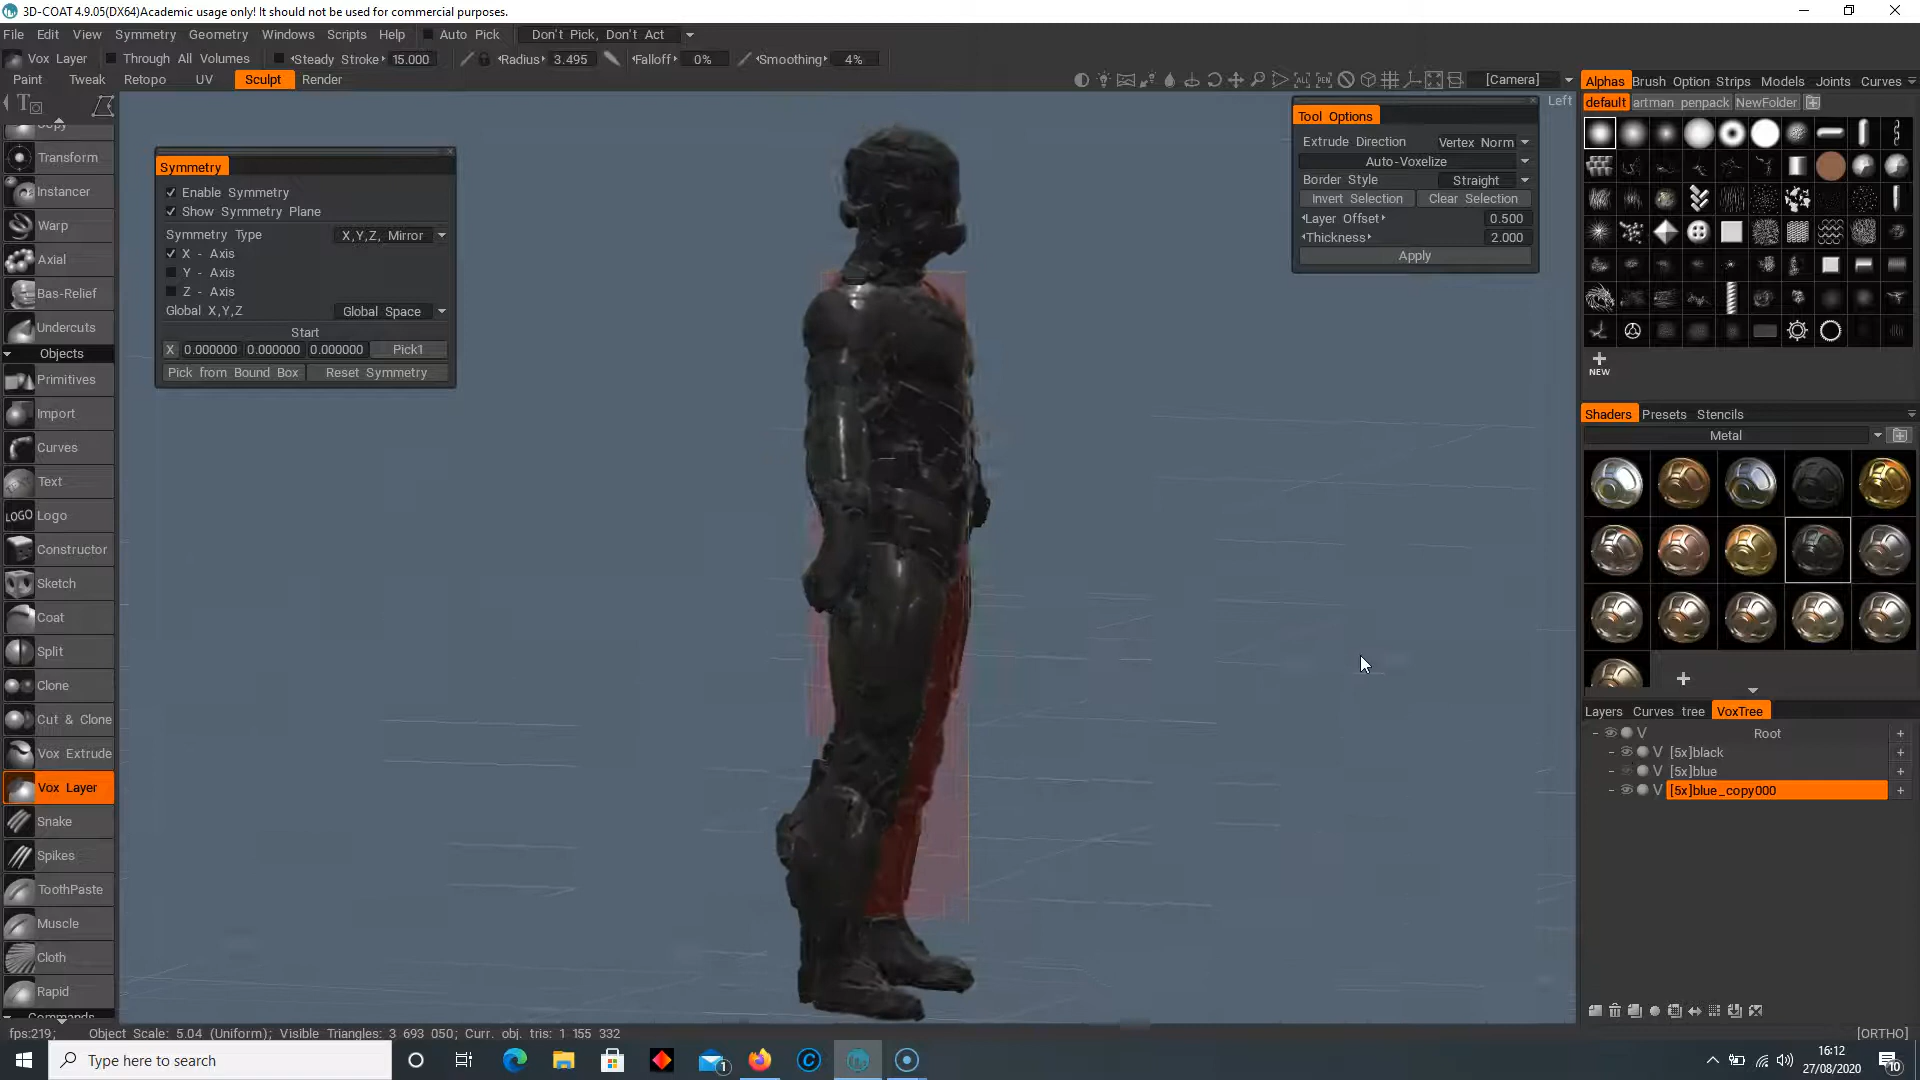 3D-COAT 4.9.05(DX64)Academic usage only! It should not be used for commercial purposes.
File Edit View Symmetry Geometry Windows Scripts Help Auto Pick Don't Pick, Don't Act
Vox Layer Through All Volumes Steady Stroke 15.000 Radius 3.495 Falloff 0% Smoothing 4%
Paint Tweak Retopo UV Sculpt Render [Camera]
Alphas Brush Option Strips Models Joints Curves
default artman penpack NewFolder
Left
Copy
Transform
Instancer
Warp
Axial
Bas-Relief
Undercuts
Objects
Primitives
Import
Curves
Text
LOGO Logo
Constructor
Sketch
Coat
Split
Clone
Cut & Clone
Vox Extrude
Vox Layer
Snake
Spikes
ToothPaste
Muscle
Cloth
Rapid
Commands
Symmetry
Enable Symmetry
Show Symmetry Plane
Symmetry Type X,Y,Z, Mirror
X - Axis
Y - Axis
Z - Axis
Global X,Y,Z Global Space
Start
X 0.000000 0.000000 0.000000 Pick1
Pick from Bound Box Reset Symmetry
Tool Options
Extrude Direction Vertex Norm
Auto-Voxelize
Border Style Straight
Invert Selection Clear Selection
Layer Offset 0.500
Thickness 2.000
Apply
NEW
Shaders Presets Stencils
Metal
Layers Curves tree VoxTree
V Root
V [5x]black
V [5x]blue
V [5x]blue_copy000
fps:219; Object Scale: 5.04 (Uniform); Visible Triangles: 3 693 050; Curr. obj. tris: 1 155 332
[ORTHO]
Type here to search
1
16:12
27/08/2020
10